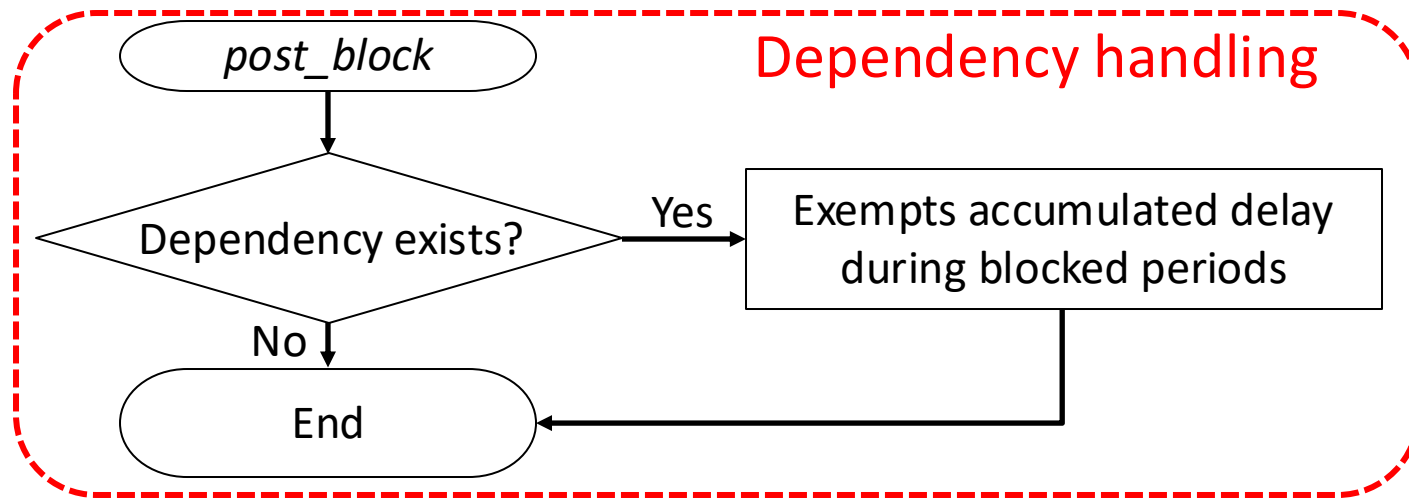 post_block
Dependency handling
Dependency exists?
Yes
Exempts accumulated delay
during blocked periods
No
End